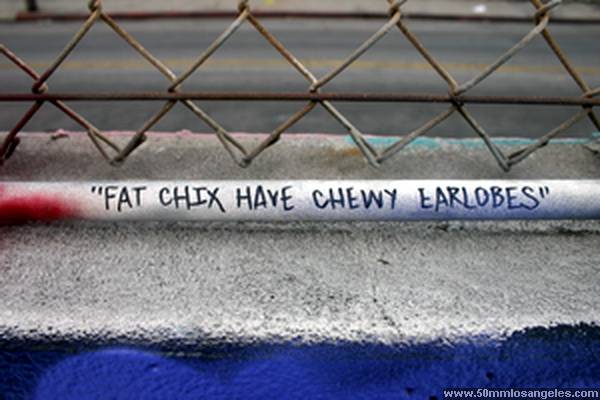 "FAT CHIX HAVE CHEWY EARLOBES"
www.50mmlosangeles.com